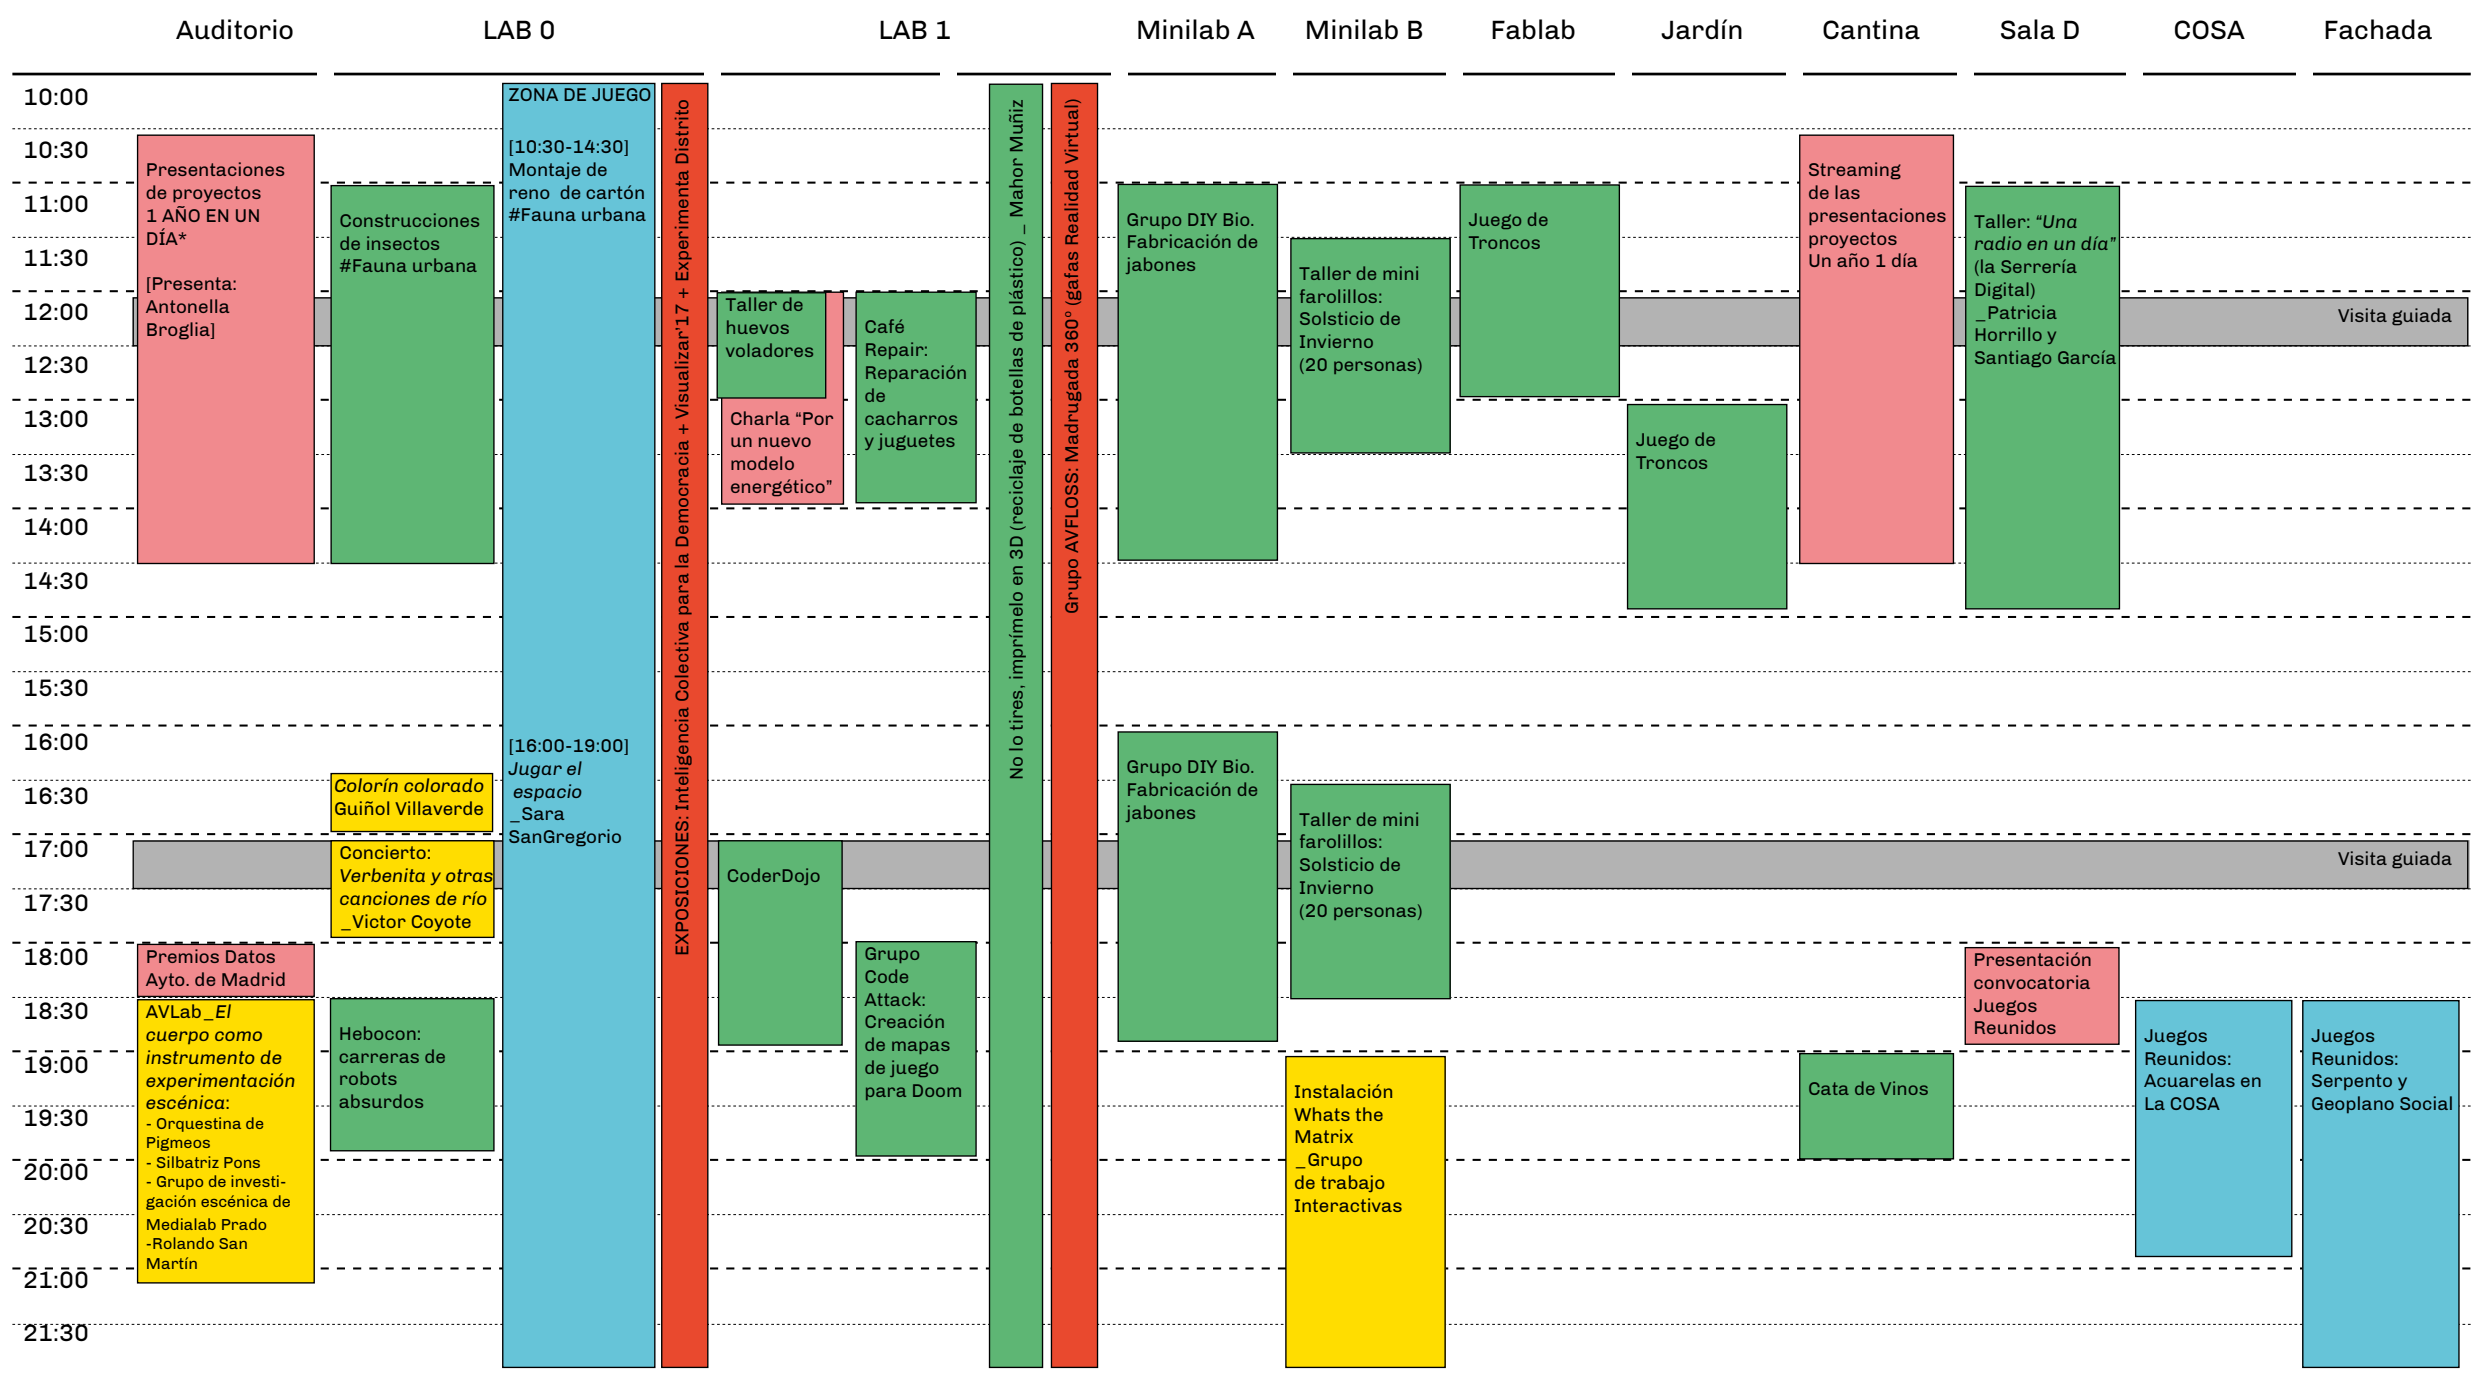 Auditorio
LAB 0
LAB 1
Minilab A
Minilab B
Fablab
Jardín
Cantina
Sala D
COSA
Fachada
10:00
10:30
11:00
11:30
12:00
12:30
13:00
13:30
14:00
14:30
15:00
15:30
16:00
16:30
17:00
17:30
18:00
18:30
19:00
19:30
20:00
20:30
21:00
21:30
Presentaciones
de proyectos
1 AÑO EN UN
DÍA*
[Presenta:
Antonella
Broglia]
Premios Datos
Ayto. de Madrid
AVLab_El
cuerpo como
instrumento de
experimentación
escénica:
- Orquestina de
Pigmeos
- Silbatriz Pons
- Grupo de investi-
gación escénica de
Medialab Prado
-Rolando San
Martín
Construcciones
de insectos
#Fauna urbana
Colorín colorado
Guiñol Villaverde
Concierto:
Verbenita y otras
canciones de río
_Victor Coyote
Hebocon:
carreras de
robots
absurdos
ZONA DE JUEGO
[10:30-14:30]
Montaje de
reno de cartón
#Fauna urbana
[16:00-19:00]
Jugar el
espacio
_Sara
SanGregorio
EXPOSICIONES: Inteligencia Colectiva para la Democracia + Visualizar'17 + Experimenta Distrito
Taller de
huevos
voladores
Charla “Por
un nuevo
modelo
energético”
CoderDojo
Café
Repair:
Reparación
de
cacharros
y juguetes
Grupo
Code
Attack:
Creación
de mapas
de juego
para Doom
No lo tires, imprímelo en 3D (reciclaje de botellas de plástico) _ Mahor Muñiz
Grupo AVFLOSS: Madrugada 360º (gafas Realidad Virtual)
Grupo DIY Bio.
Fabricación de
jabones
Grupo DIY Bio.
Fabricación de
jabones
Taller de mini
farolillos:
Solsticio de
Invierno
(20 personas)
Taller de mini
farolillos:
Solsticio de
Invierno
(20 personas)
Instalación
Whats the
Matrix
_Grupo
de trabajo
Interactivas
Juego de
Troncos
Juego de
Troncos
Streaming
de las
presentaciones
proyectos
Un año 1 día
Cata de Vinos
Taller: “Una
radio en un día”
(la Serrería
Digital)
_Patricia
Horrillo y
Santiago García
Presentación
convocatoria
Juegos
Reunidos
Juegos
Reunidos:
Acuarelas en
La COSA
Visita guiada
Visita guiada
Juegos
Reunidos:
Serpento y
Geoplano Social